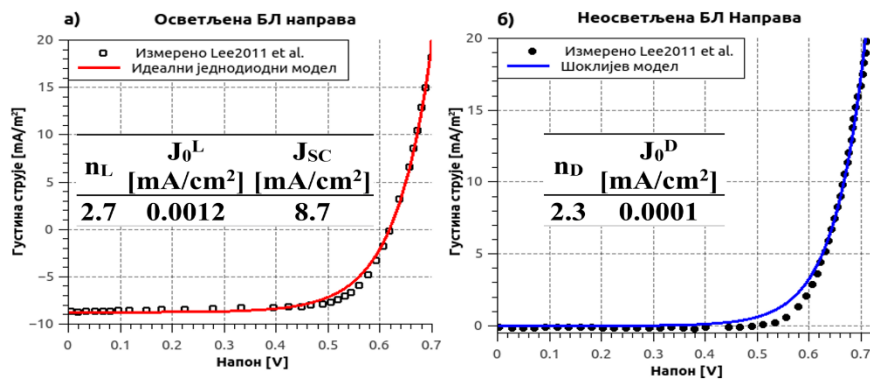 а)
Осветљена БЛ направа
Измерено Lee2011 et al.
Идеални једнодиодни модел
Густина струје [mA/m²]
20
15
10
5
0
−5
−10
n_L J₀ᴸ [mA/cm²] J_SC [mA/cm²]
2.7 0.0012 8.7
0 0.1 0.2 0.3 0.4 0.5 0.6 0.7
Напон [V]
б)
Неосветљена БЛ Направа
Измерено Lee2011 et al.
Шоклијев модел
Густина струје [mA/m²]
20
15
10
5
0
n_D J₀ᴰ [mA/cm²]
2.3 0.0001
0 0.1 0.2 0.3 0.4 0.5 0.6 0.7
Напон [V]